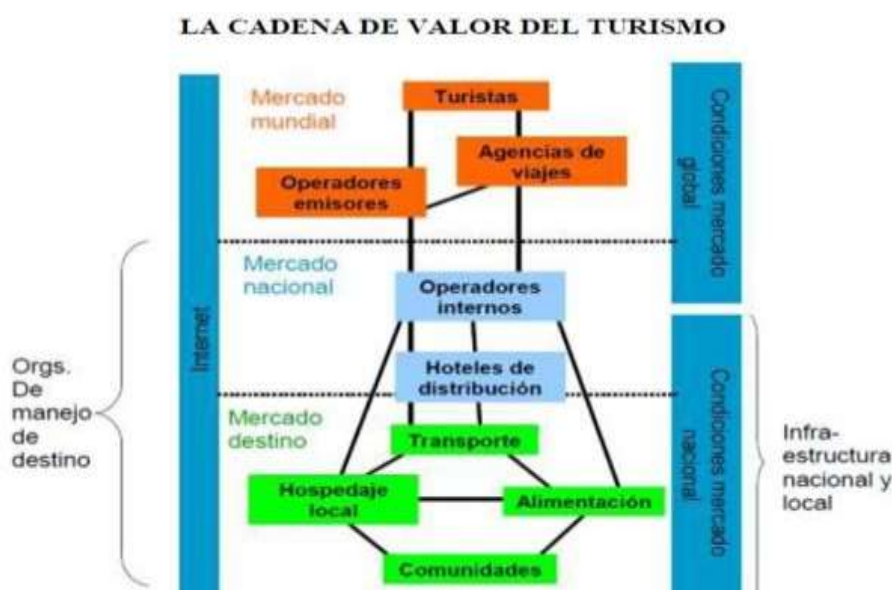 LA CADENA DE VALOR DEL TURISMO
Mercado
mundial
Turistas
Agencias de
viajes
Operadores
emisores
Condiciones mercado
global
Mercado
nacional
Operadores
internos
Internet
Hoteles de
distribución
Orgs.
De
manejo
de
destino
Mercado
destino
Transporte
Hospedaje
local
Alimentación
Comunidades
Condiciones mercado
nacional
Infra-
estructura
nacional y
local